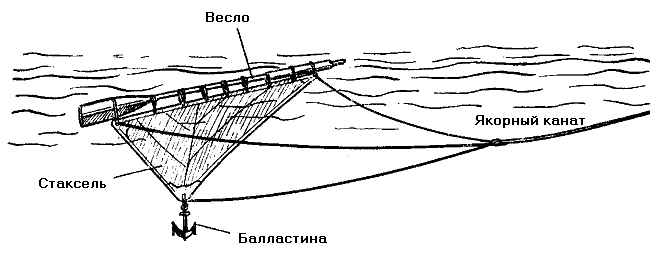 Весло
Якорный канат
Стаксель
Балластина